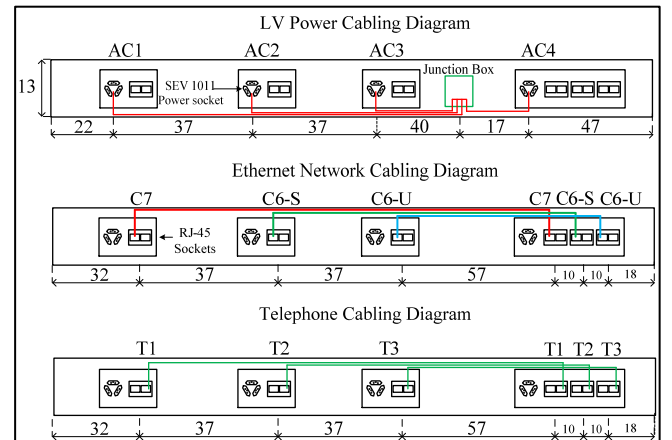 LV Power Cabling Diagram
AC1 AC2 AC3 AC4
Junction Box
SEV 1011
Power socket
13
22 37 37 40 17 47
Ethernet Network Cabling Diagram
C7 C6-S C6-U C7 C6-S C6-U
RJ-45
Sockets
32 37 37 57 10 10 18
Telephone Cabling Diagram
T1 T2 T3 T1 T2 T3
32 37 37 57 10 10 18